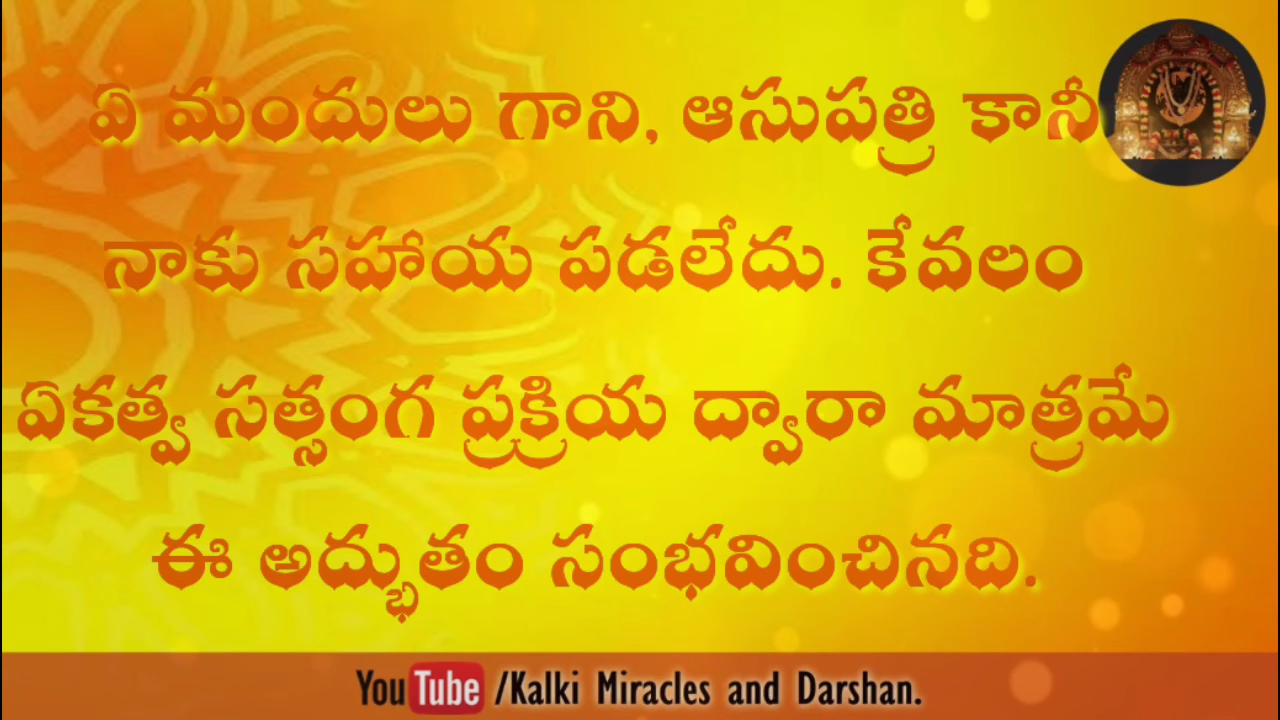 ఏ మందులు గాని, ఆసుపత్రి కానీ
నాకు సహాయ పడలేదు. కేవలం
ఏకత్వ సత్సంగ ప్రక్రియ ద్వారా మాత్రమే
ఈ అద్భుతం సంభవించినది.
YouTube /Kalki Miracles and Darshan.